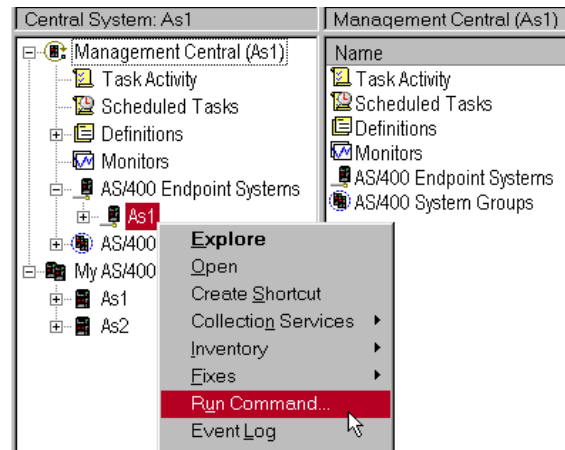 Central System: As1
Management Central (As1)
Management Central (As1)
Task Activity
Scheduled Tasks
Definitions
Monitors
AS/400 Endpoint Systems
As1
AS/400
My AS/400
As1
As2
Name
Task Activity
Scheduled Tasks
Definitions
Monitors
AS/400 Endpoint Systems
AS/400 System Groups
Explore
Open
Create Shortcut
Collection Services
Inventory
Fixes
Run Command...
Event Log